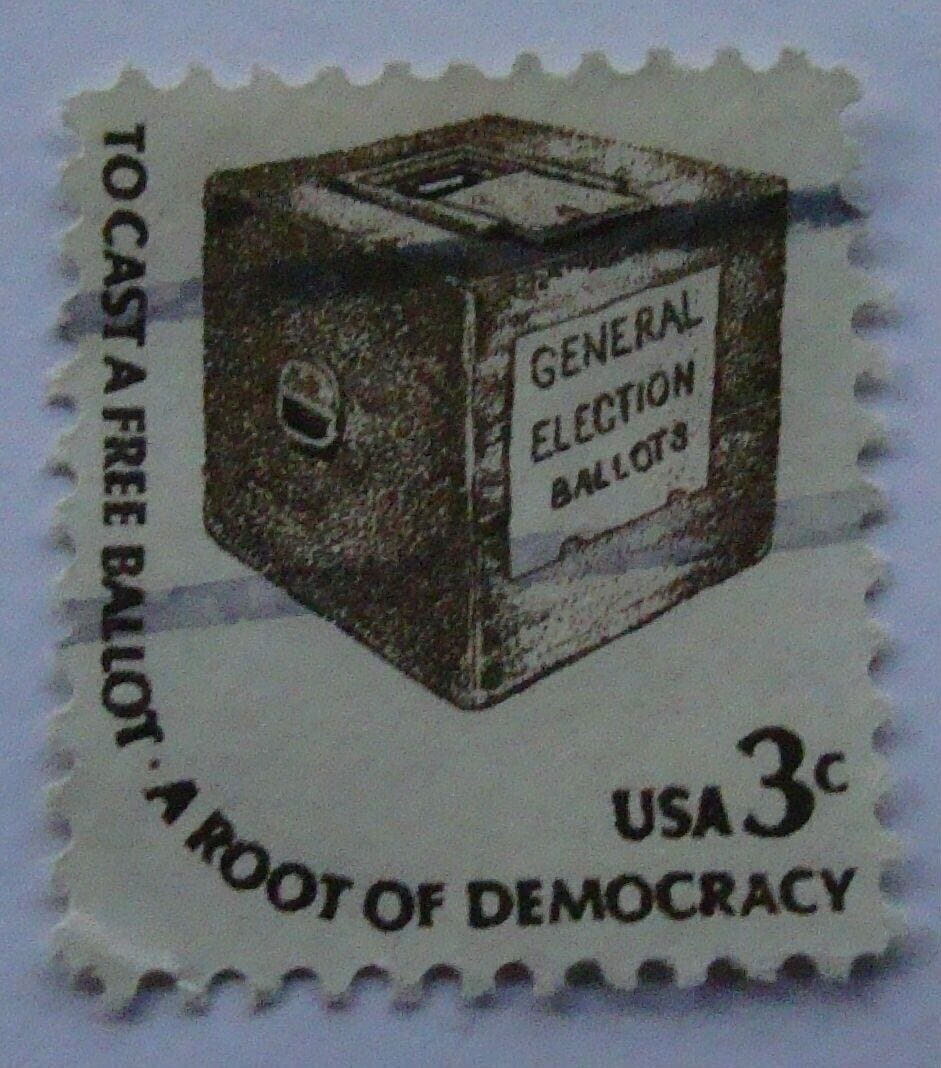 TO CAST A FREE BALLOT · A ROOT OF DEMOCRACY
GENERAL
ELECTION
BALLOTS
USA 3c